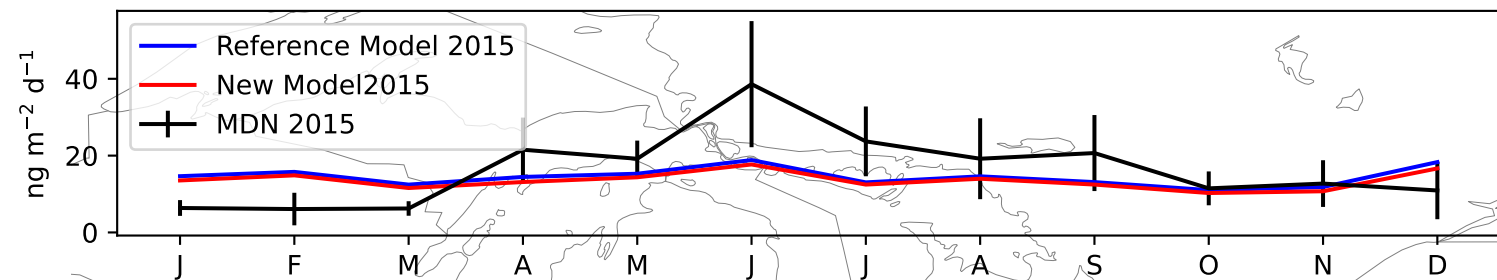 Reference Model 2015
New Model2015
MDN 2015
ng m⁻² d⁻¹
40
20
0
J F M A M J J A S O N D